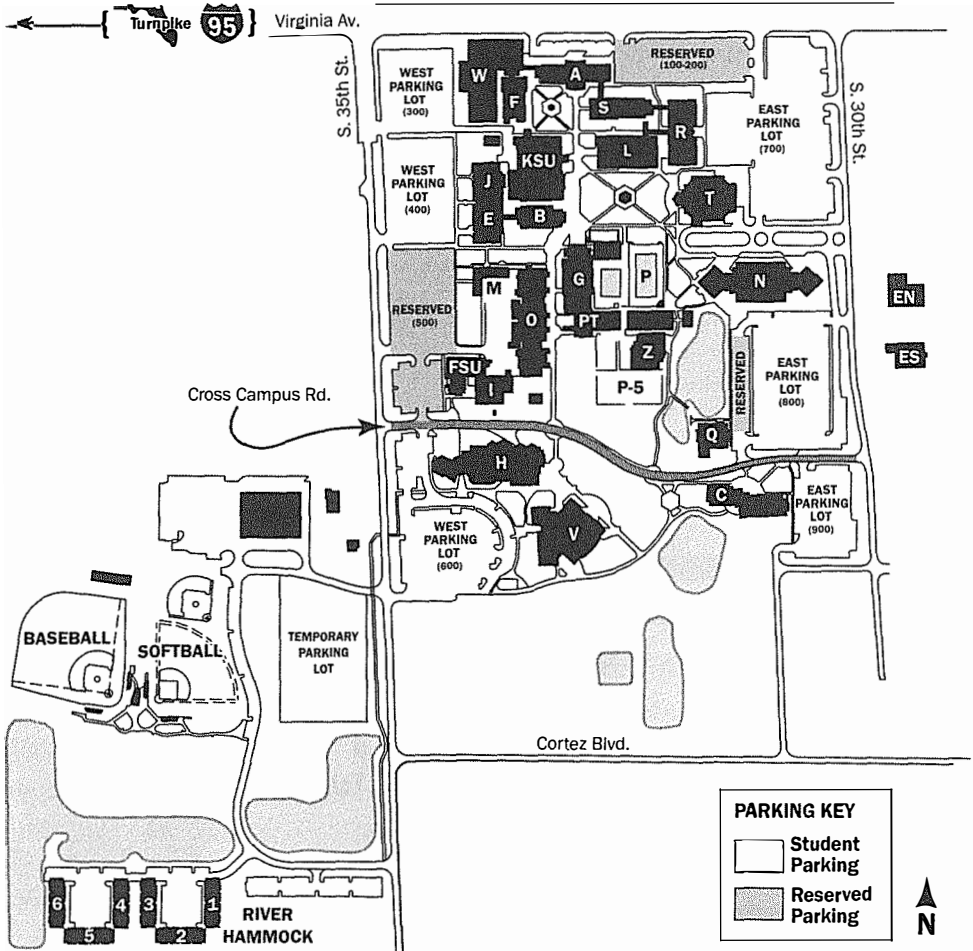 { Turnpike 95 }
Virginia Av.
S. 35th St.
S. 30th St.
WEST
PARKING
LOT
(300)
W
F
A
S
R
L
RESERVED
(100-200)
EAST
PARKING
LOT
(700)
WEST
PARKING
LOT
(400)
KSU
J
E
B
T
RESERVED
(500)
M
O
G
P
N
EN
ES
PT
Z
P-5
FSU
I
RESERVED
EAST
PARKING
LOT
(800)
Cross Campus Rd.
Q
H
C
EAST
PARKING
LOT
(900)
WEST
PARKING
LOT
(600)
V
BASEBALL
SOFTBALL
TEMPORARY
PARKING
LOT
Cortez Blvd.
PARKING KEY
Student
Parking
Reserved
Parking
N
6
4
3
1
5
2
RIVER
HAMMOCK